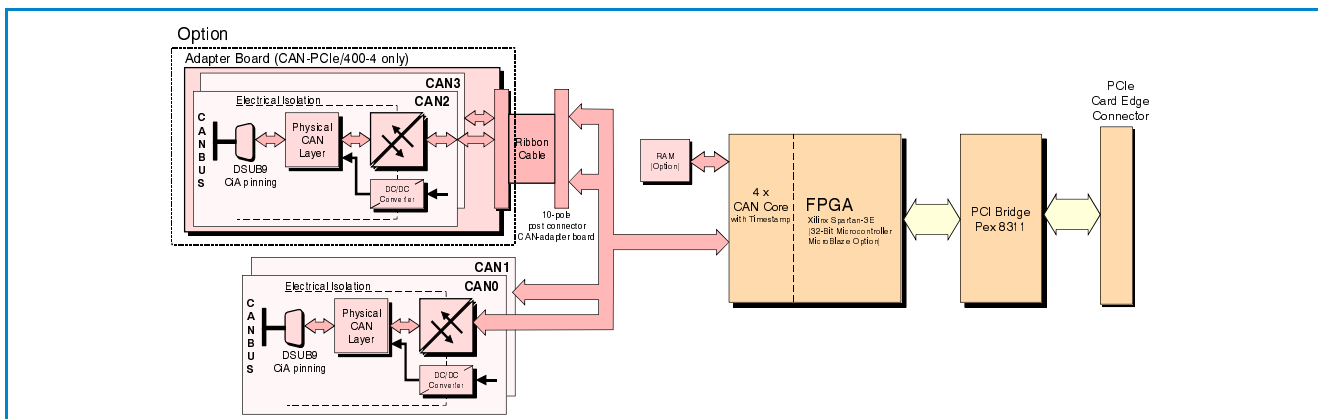 Option
Adapter Board (CAN-PCIe/400-4 only)
CAN3
CAN2
Electrical Isolation
CANBUS
Physical
CAN
Layer
DSUB9
CiA pinning
DC/DC
Converter
Ribbon
Cable
10-pole
post connector
CAN-adapter board
CAN1
CAN0
Electrical Isolation
CANBUS
Physical
CAN
Layer
DSUB9
CiA pinning
DC/DC
Converter
RAM
(Option)
4 x
CAN Core
with Timestamp
FPGA
Xilinx Spartan-3E
(32-Bit Microcontroller
MicroBlaze Option)
PCI Bridge
Pex 8311
PCIe
Card Edge
Connector